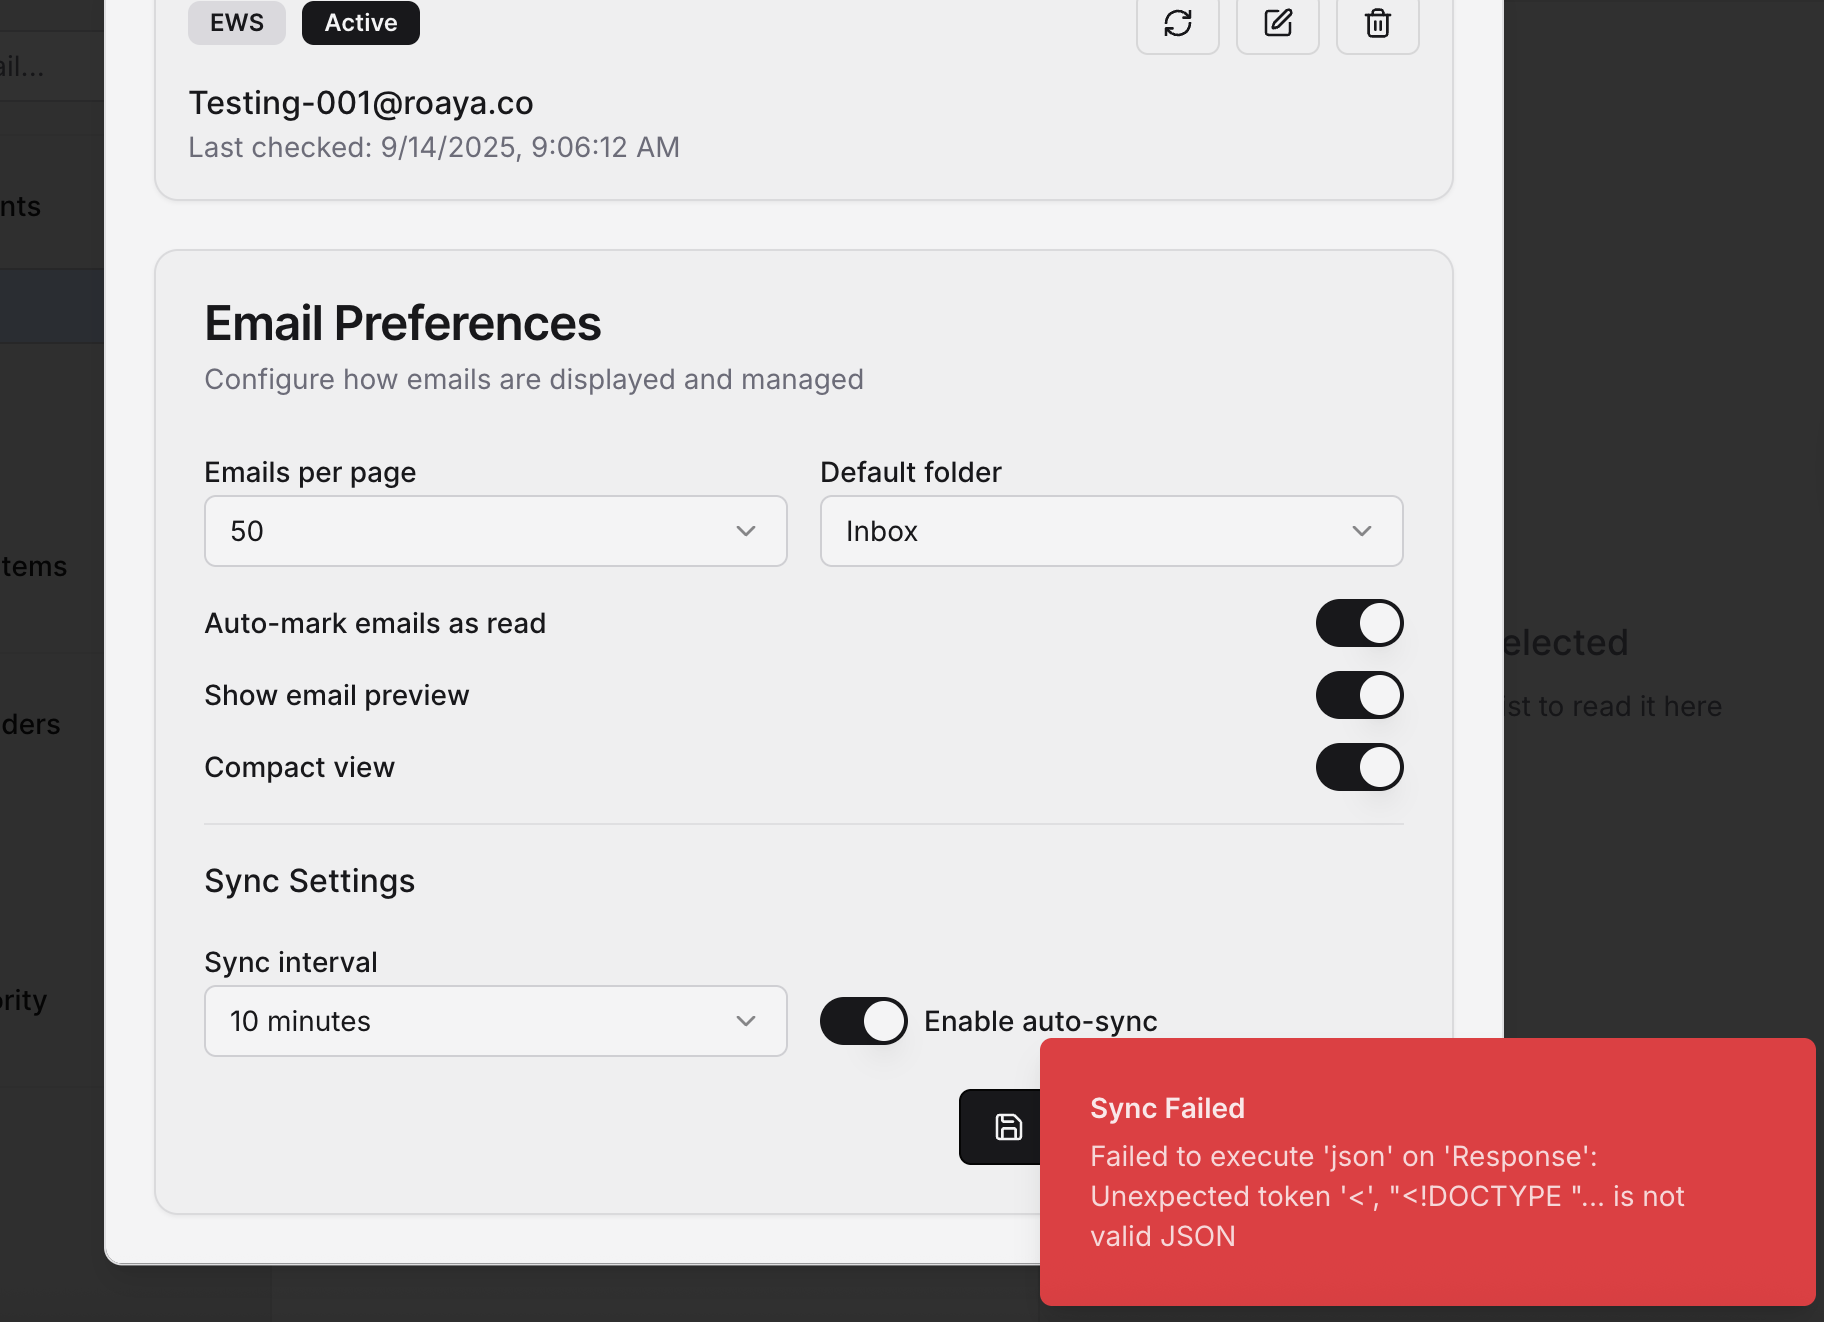 EWS
Active
ail...
Testing-001@roaya.co
Last checked: 9/14/2025, 9:06:12 AM
nts
Email Preferences
Configure how emails are displayed and managed
Emails per page
Default folder
50
Inbox
tems
Auto-mark emails as read
elected
Show email preview
st to read it here
ders
Compact view
Sync Settings
Sync interval
ority
10 minutes
Enable auto-sync
Sync Failed
Failed to execute 'json' on 'Response':
Unexpected token '<', "<!DOCTYPE "... is not
valid JSON